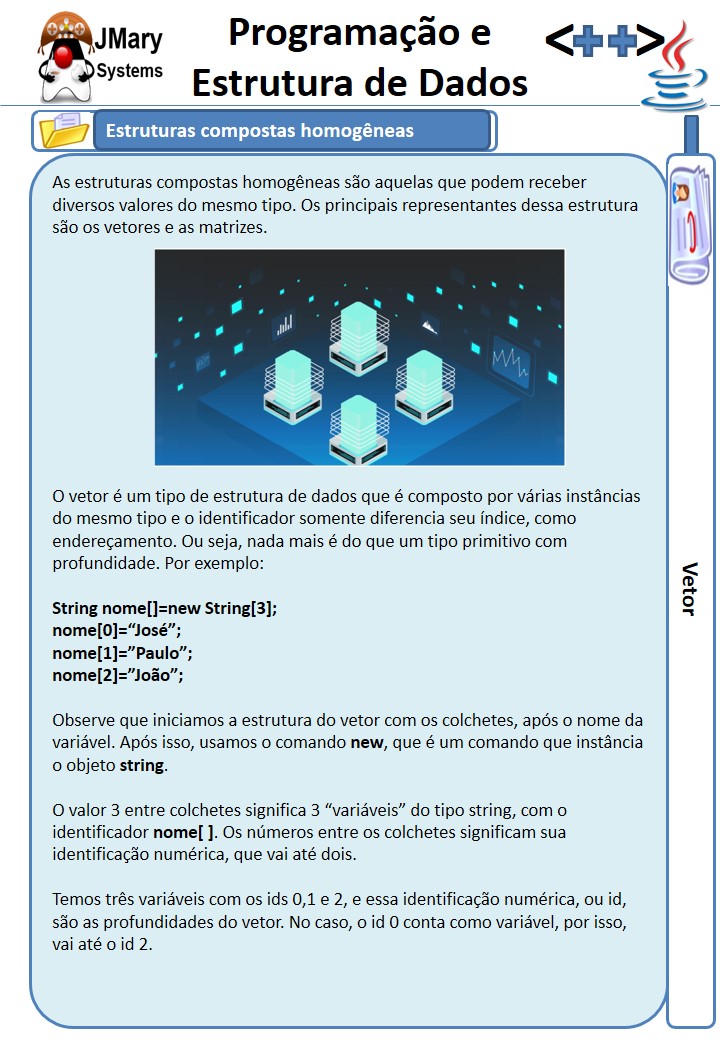 JMary
Systems
Programação e
Estrutura de Dados
<++>
Estruturas compostas homogêneas
As estruturas compostas homogêneas são aquelas que podem receber
diversos valores do mesmo tipo. Os principais representantes dessa estrutura
são os vetores e as matrizes.
O vetor é um tipo de estrutura de dados que é composto por várias instâncias
do mesmo tipo e o identificador somente diferencia seu índice, como
endereçamento. Ou seja, nada mais é do que um tipo primitivo com
profundidade. Por exemplo:
String nome[]=new String[3];
nome[0]=“José”;
nome[1]=”Paulo”;
nome[2]=”João”;
Observe que iniciamos a estrutura do vetor com os colchetes, após o nome da
variável. Após isso, usamos o comando new, que é um comando que instância
o objeto string.
O valor 3 entre colchetes significa 3 “variáveis” do tipo string, com o
identificador nome[ ]. Os números entre os colchetes significam sua
identificação numérica, que vai até dois.
Temos três variáveis com os ids 0,1 e 2, e essa identificação numérica, ou id,
são as profundidades do vetor. No caso, o id 0 conta como variável, por isso,
vai até o id 2.
Vetor